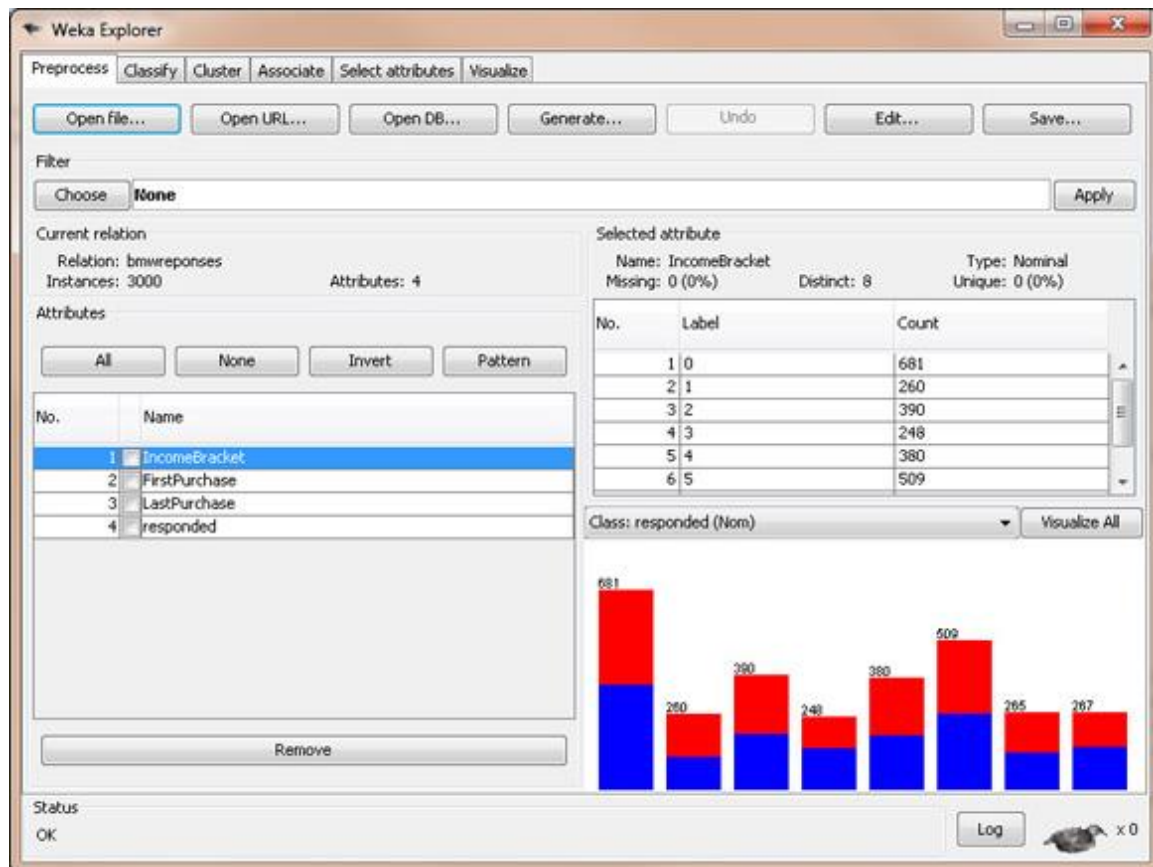 Weka Explorer
Preprocess Classify Cluster Associate Select attributes Visualize
Open file... Open URL... Open DB... Generate... Undo Edit... Save...
Filter
Choose None Apply
Current relation
Relation: bmwreponses
Instances: 3000 Attributes: 4
Attributes
All None Invert Pattern
No. Name
1 IncomeBracket
2 FirstPurchase
3 LastPurchase
4 responded
Remove
Selected attribute
Name: IncomeBracket Type: Nominal
Missing: 0 (0%) Distinct: 8 Unique: 0 (0%)
No. Label Count
1 0 681
2 1 260
3 2 390
4 3 248
5 4 380
6 5 509
Class: responded (Nom) Visualize All
681 260 390 248 380 509 265 267
Status
OK
Log x 0